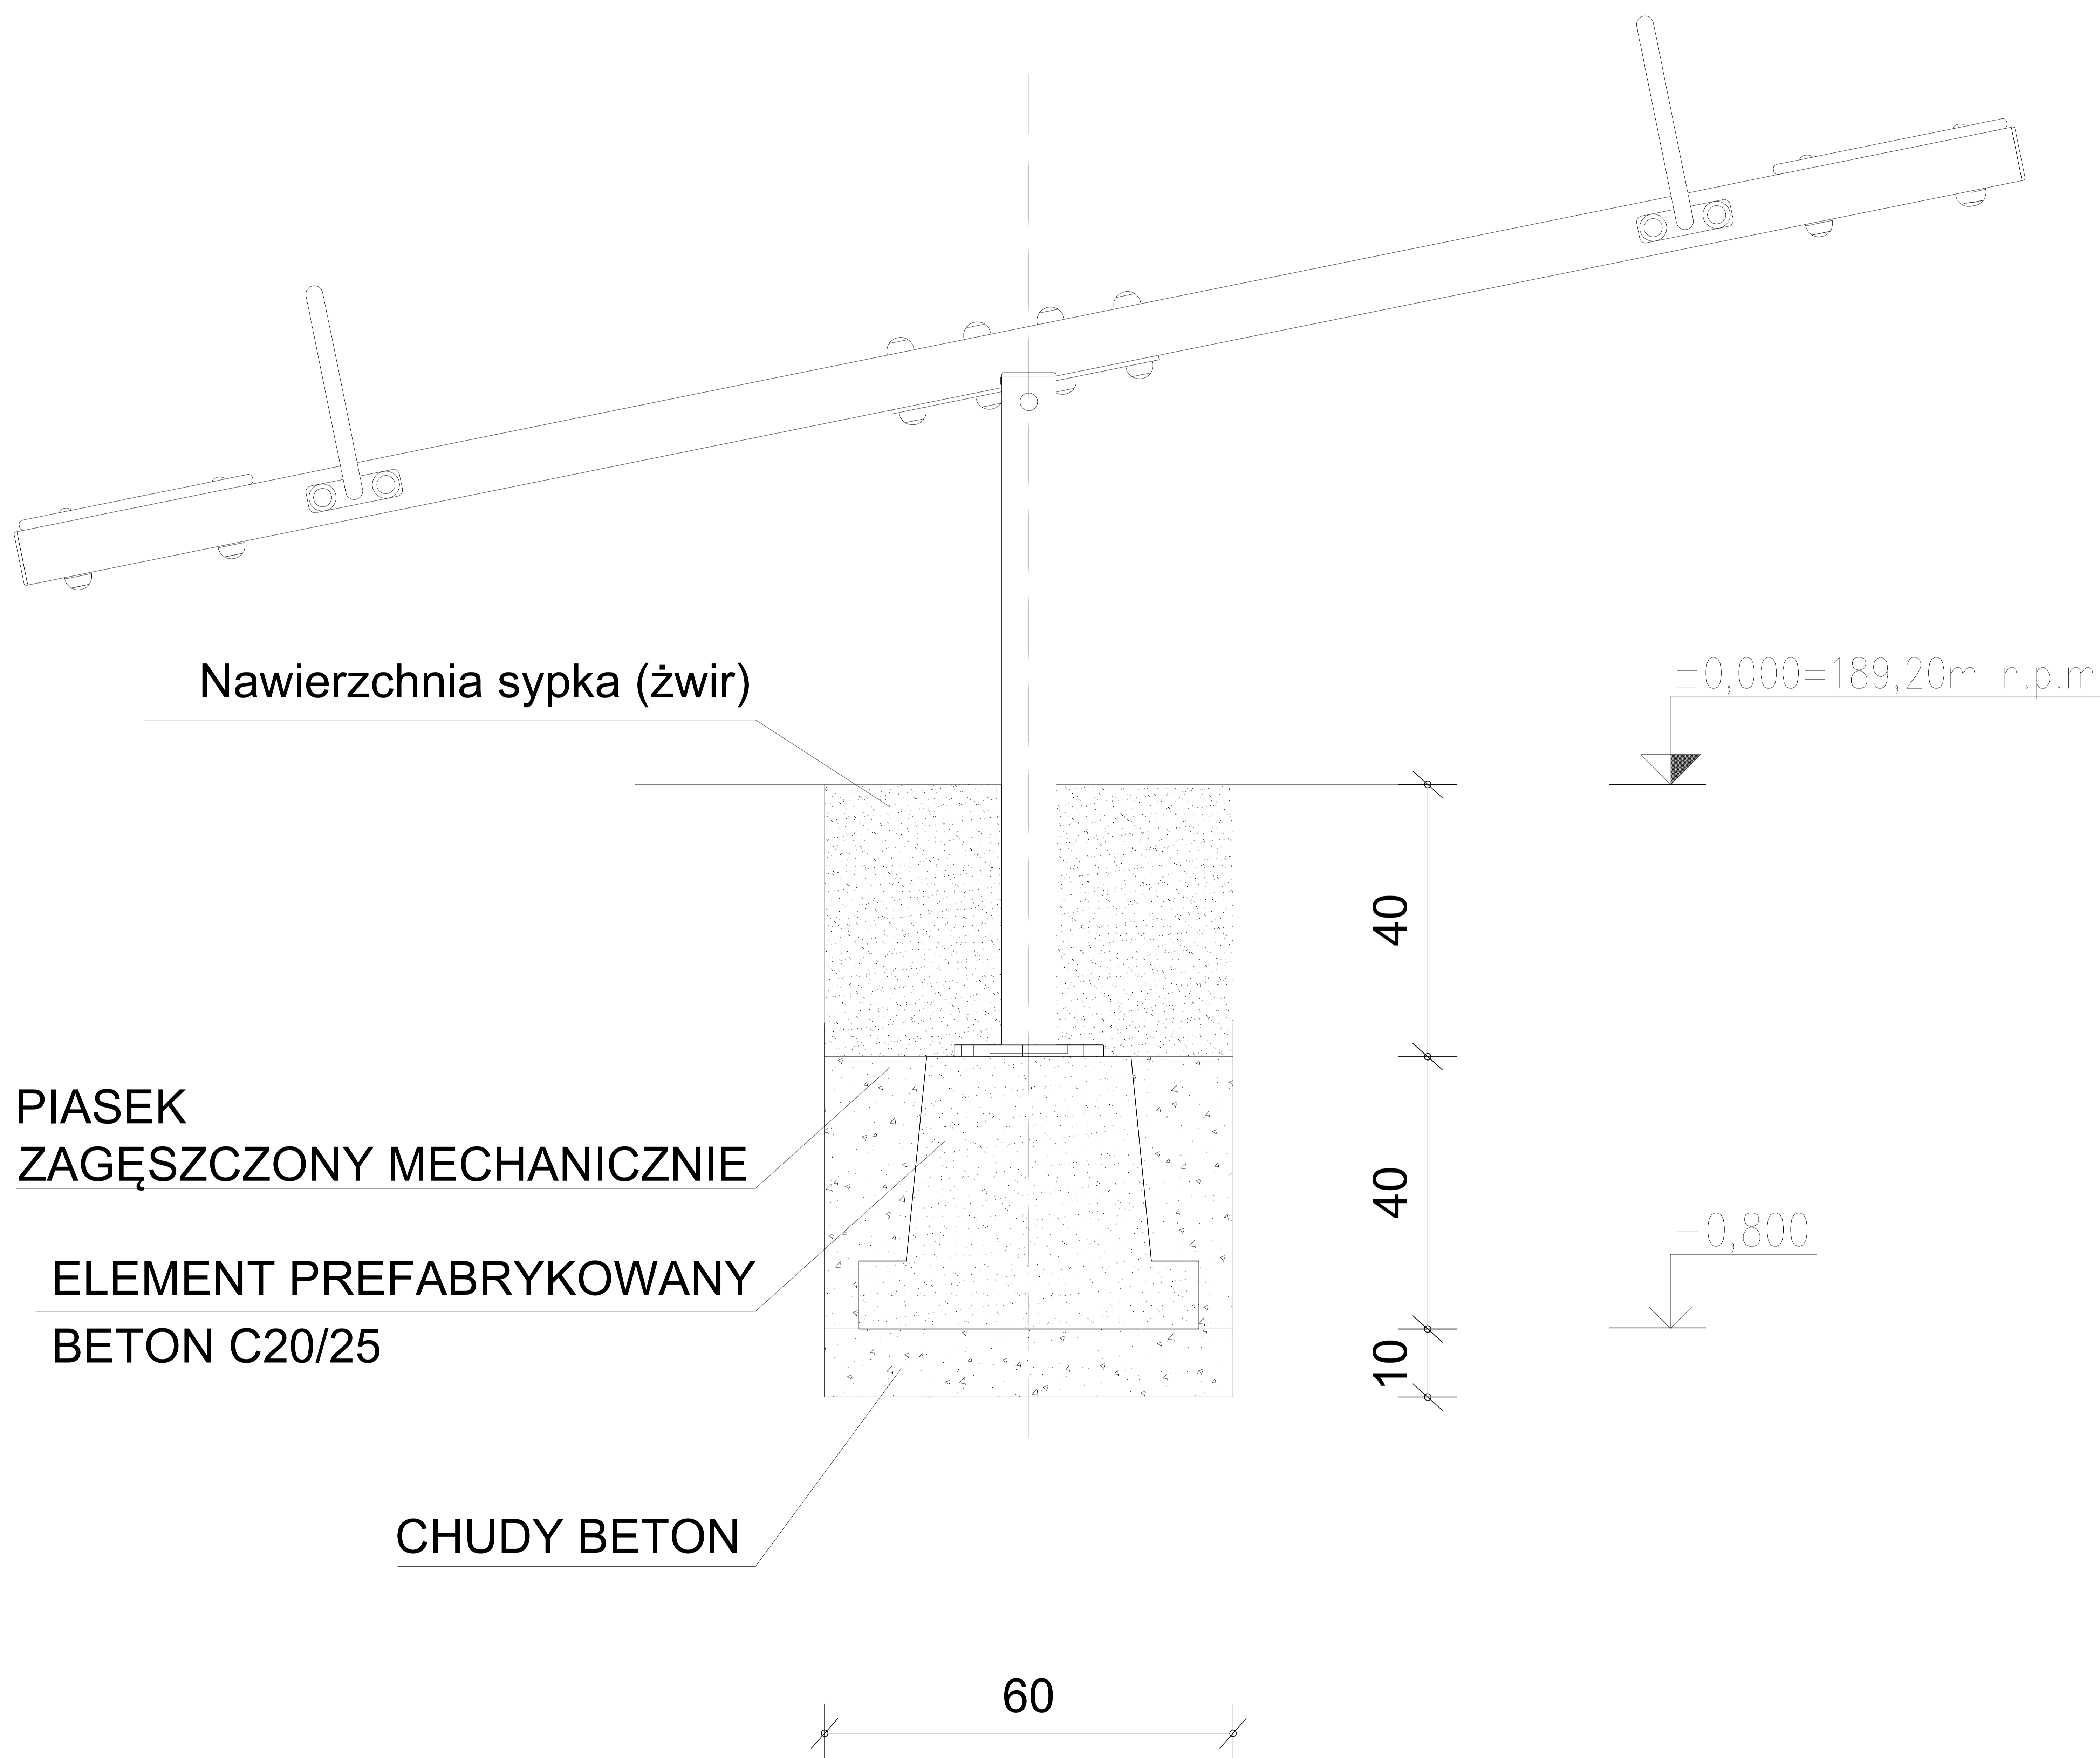 Nawierzchnia sypka (żwir)
±0,000=189,20m n.p.m
40
PIASEK
ZAGĘSZCZONY MECHANICZNIE
40
-0,800
ELEMENT PREFABRYKOWANY
BETON C20/25
10
CHUDY BETON
60